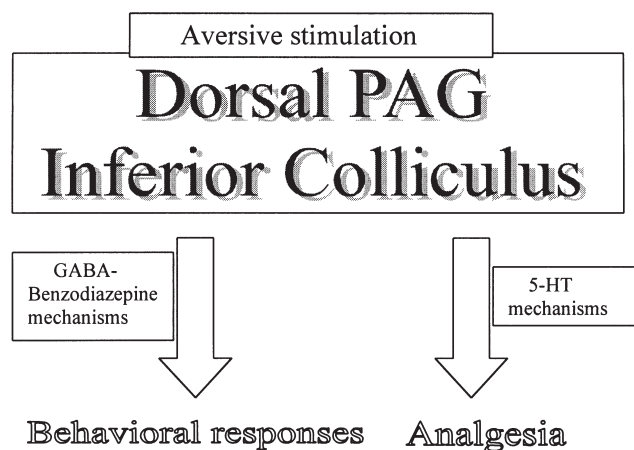 Aversive stimulation
Dorsal PAG
Inferior Colliculus
GABA-
Benzodiazepine
mechanisms
5-HT
mechanisms
Behavioral responses
Analgesia